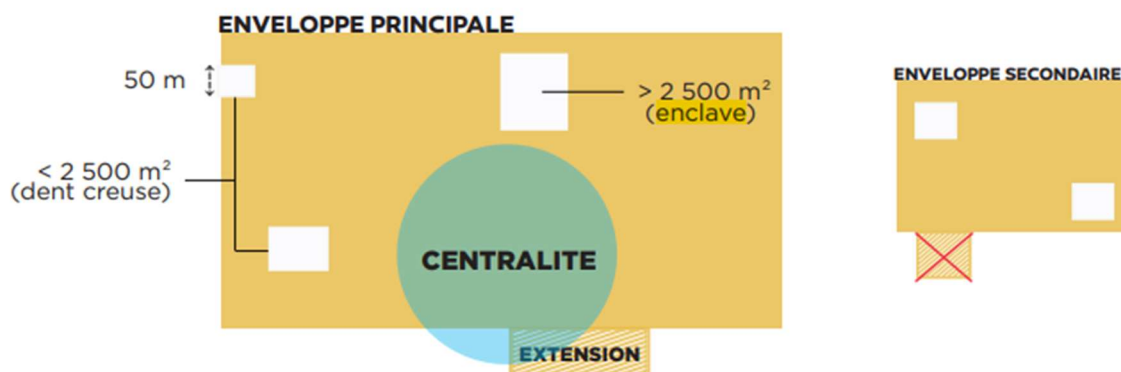 ENVELOPPE PRINCIPALE
50 m
> 2 500 m²
(enclave)
< 2 500 m²
(dent creuse)
CENTRALITE
EXTENSION
ENVELOPPE SECONDAIRE